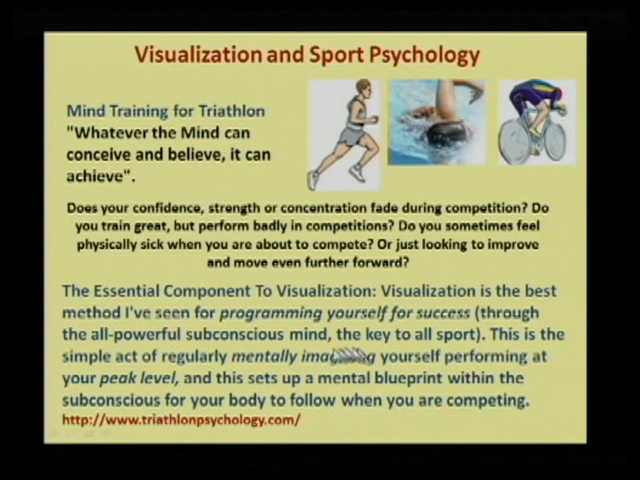 Visualization and Sport Psychology
Mind Training for Triathlon
"Whatever the Mind can
conceive and believe, it can
achieve".
Does your confidence, strength or concentration fade during competition? Do
you train great, but perform badly in competitions? Do you sometimes feel
physically sick when you are about to compete? Or just looking to improve
and move even further forward?
The Essential Component To Visualization: Visualization is the best
method I've seen for programming yourself for success (through
the all-powerful subconscious mind, the key to all sport). This is the
simple act of regularly mentally imagining yourself performing at
your peak level, and this sets up a mental blueprint within the
subconscious for your body to follow when you are competing.
http://www.triathlonpsychology.com/